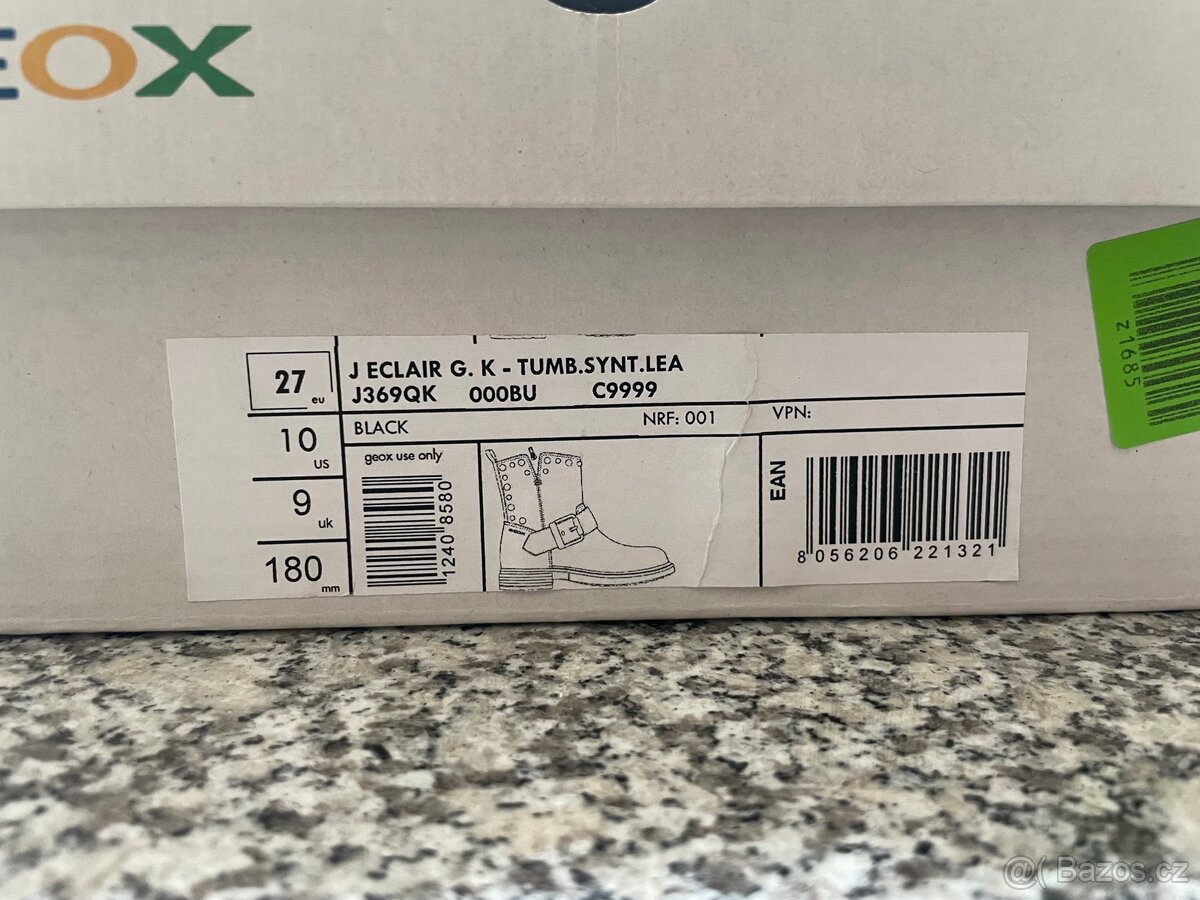 EOX
27 eu
J ECLAIR G. K - TUMB.SYNT.LEA
J369QK 000BU C9999
BLACK NRF: 001 VPN:
10 US
9 uk
180 mm
geox use only
1240 8580
EAN
8 056206 221321
z1685
@( Bazos.cz